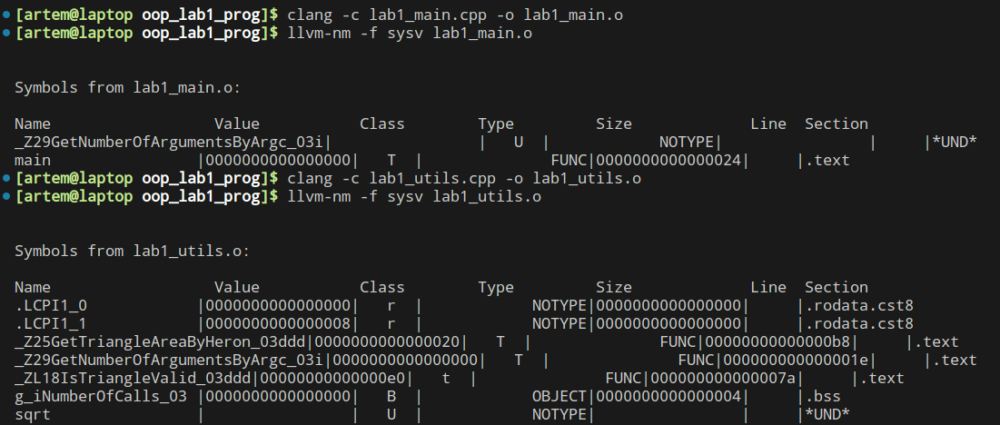 [artem@laptop oop_lab1_prog]$ clang -c lab1_main.cpp -o lab1_main.o
[artem@laptop oop_lab1_prog]$ llvm-nm -f sysv lab1_main.o
Symbols from lab1_main.o:
Name Value Class Type Size Line Section
_Z29GetNumberOfArgumentsByArgc_03i| | U | NOTYPE| | |*UND*
main |0000000000000000| T | FUNC|0000000000000024| |.text
[artem@laptop oop_lab1_prog]$ clang -c lab1_utils.cpp -o lab1_utils.o
[artem@laptop oop_lab1_prog]$ llvm-nm -f sysv lab1_utils.o
Symbols from lab1_utils.o:
Name Value Class Type Size Line Section
.LCPI1_0 |0000000000000000| r | NOTYPE|0000000000000000| |.rodata.cst8
.LCPI1_1 |0000000000000008| r | NOTYPE|0000000000000000| |.rodata.cst8
_Z25GetTriangleAreaByHeron_03ddd|0000000000000020| T | FUNC|00000000000000b8| |.text
_Z29GetNumberOfArgumentsByArgc_03i|0000000000000000| T | FUNC|000000000000001e| |.text
_ZL18IsTriangleValid_03ddd|00000000000000e0| t | FUNC|000000000000007a| |.text
g_iNumberOfCalls_03 |0000000000000000| B | OBJECT|0000000000000004| |.bss
sqrt | | U | NOTYPE| | |*UND*